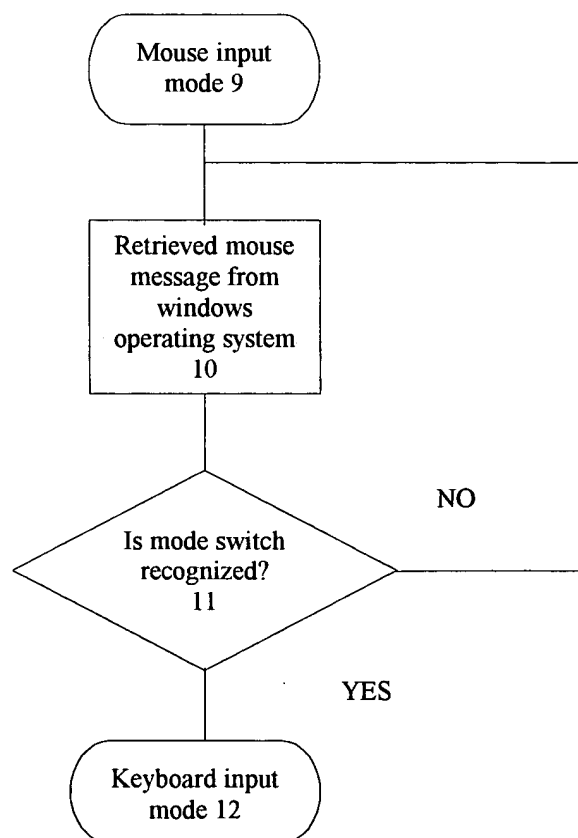 Mouse input
mode 9
Retrieved mouse
message from
windows
operating system
10
NO
Is mode switch
recognized?
11
YES
Keyboard input
mode 12